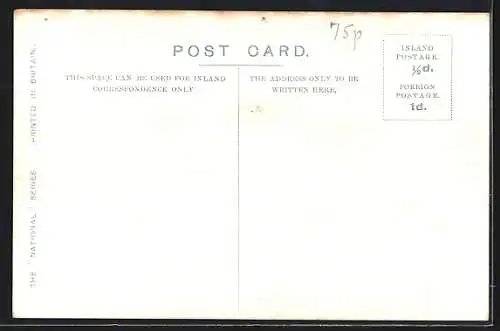 75p
POST CARD.
THIS SPACE CAN BE USED FOR INLAND
CORRESPONDENCE ONLY
THE ADDRESS ONLY TO BE
WRITTEN HERE.
INLAND
POSTAGE.
½d.
FOREIGN
POSTAGE.
1d.
THE "NATIONAL" SERIES PRINTED IN BRITAIN.